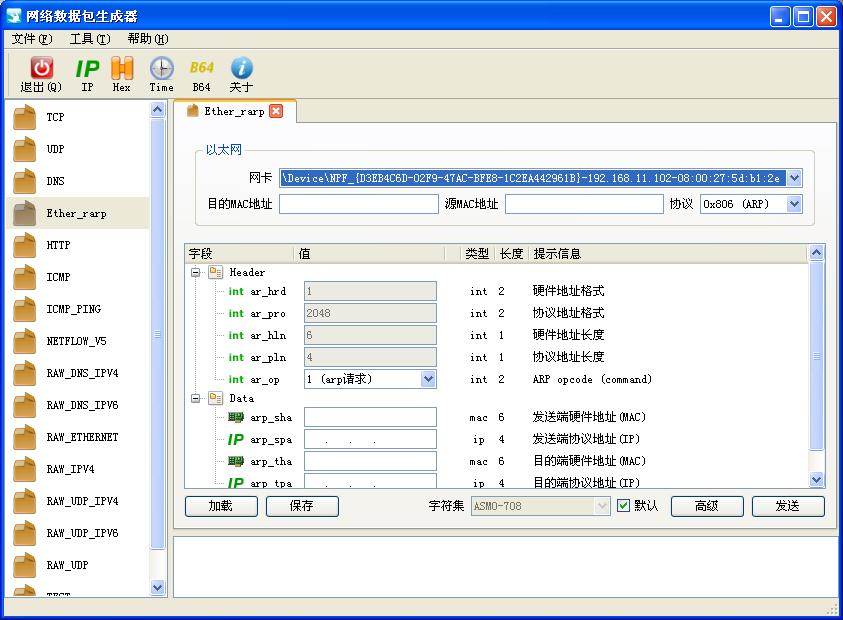 网络数据包生成器
文件(F) 工具(T) 帮助(H)
IP B64
退出(Q) IP Hex Time B64 关于
TCP
UDP
DNS
Ether_rarp
HTTP
ICMP
ICMP_PING
NETFLOW_V5
RAW_DNS_IPV4
RAW_DNS_IPV6
RAW_ETHERNET
RAW_IPV4
RAW_UDP_IPV4
RAW_UDP_IPV6
RAW_UDP
TEST
Ether_rarp
以太网
网卡 \Device\NPF_{D3EB4C6D-02F9-47AC-BFE8-1C2EA442961B}-192.168.11.102-08:00:27:5d:b1:2e
目的MAC地址 源MAC地址 协议 0x806 (ARP)
字段 值 类型 长度 提示信息
Header
int ar_hrd 1 int 2 硬件地址格式
int ar_pro 2048 int 2 协议地址格式
int ar_hln 6 int 1 硬件地址长度
int ar_pln 4 int 1 协议地址长度
int ar_op 1 (arp请求) int 2 ARP opcode (command)
Data
arp_sha mac 6 发送端硬件地址(MAC)
IP arp_spa . . . ip 4 发送端协议地址(IP)
arp_tha mac 6 目的端硬件地址(MAC)
IP arp_tpa . . . ip 4 目的端协议地址(IP)
加载 保存 字符集 ASMO-708 默认 高级 发送